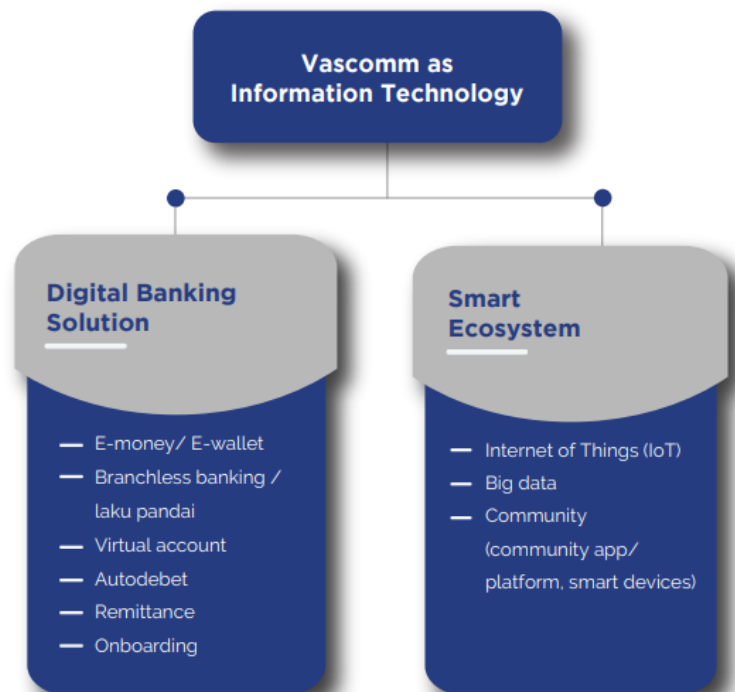 Vascomm as
Information Technology
Digital Banking
Solution
— E-money/ E-wallet
— Branchless banking /
laku pandai
— Virtual account
— Autodebet
— Remittance
— Onboarding
Smart
Ecosystem
— Internet of Things (IoT)
— Big data
— Community
(community app/
platform, smart devices)